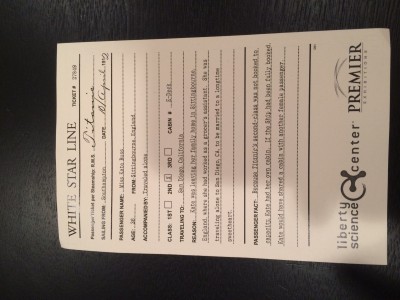 WHITE STAR LINE
TICKET # 
Passenger Ticket per Steamship: R.M.S. Titanic
SAILING FROM: Southampton DATE: 10 April 1912
PASSENGER NAME: Miss Kate Buss
AGE: 36 FROM: Sittingbourne, England
ACCOMPANIED BY: Traveled alone
CLASS: 1ST 2ND X 3RD CABIN # E-Deck
TRAVELING TO: San Diego, California
REASON: Kate was leaving her family home in Sittingbourne,
England, where she had worked as a grocer's assistant. She was
traveling alone to San Diego, CA, to be married to a longtime
sweetheart.
PASSENGER FACT: Because Titanic's second-class was not booked to
capacity Kate had her own cabin. If the Ship had been fully booked,
Kate would have shared a cabin with another female passenger.
liberty science center
PREMIER
EXHIBITIONS